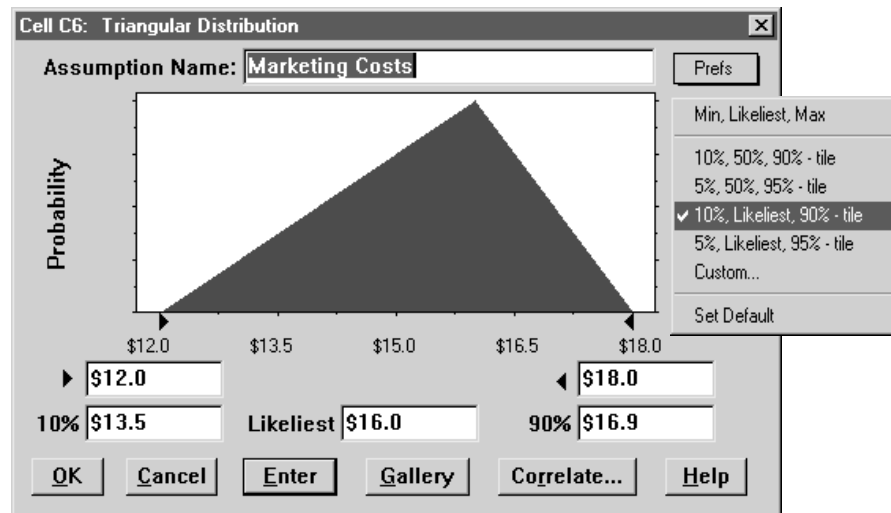 Cell C6: Triangular Distribution
Assumption Name: Marketing Costs
Prefs
Min, Likeliest, Max
10%, 50%, 90% - tile
5%, 50%, 95% - tile
10%, Likeliest, 90% - tile
5%, Likeliest, 95% - tile
Custom...
Set Default
Probability
$12.0 $13.5 $15.0 $16.5 $18.0
$12.0 $18.0
10% $13.5 Likeliest $16.0 90% $16.9
OK Cancel Enter Gallery Correlate... Help